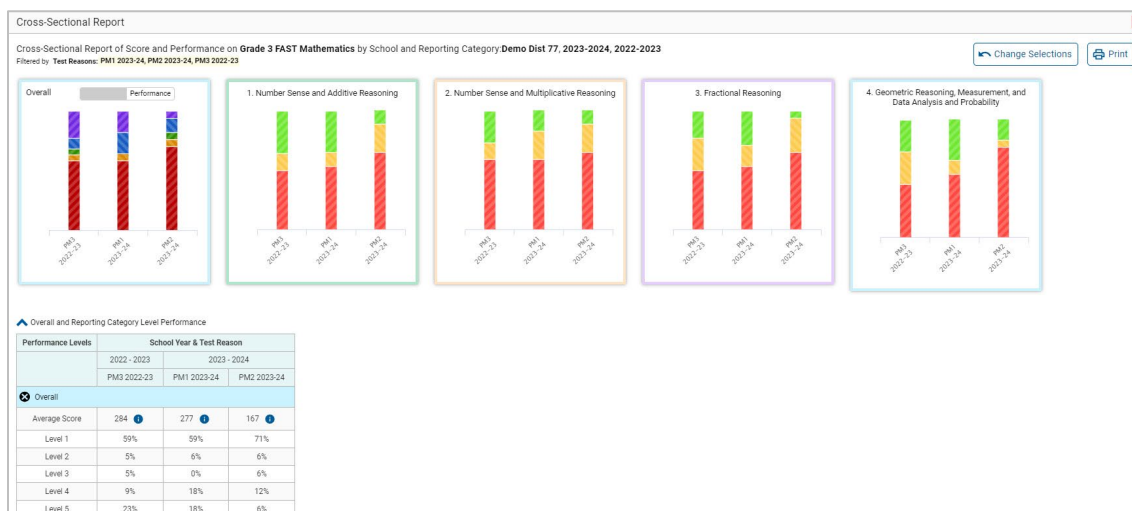 Cross-Sectional Report
Cross-Sectional Report of Score and Performance on Grade 3 FAST Mathematics by School and Reporting Category:Demo Dist 77, 2023-2024, 2022-2023
Filtered by Test Reasons: PM1 2023-24, PM2 2023-24, PM3 2022-23
Change Selections
Print
Overall
Performance
PM3 2022-23
PM1 2023-24
PM2 2023-24
1. Number Sense and Additive Reasoning
PM3 2022-23
PM1 2023-24
PM2 2023-24
2. Number Sense and Multiplicative Reasoning
PM3 2022-23
PM1 2023-24
PM2 2023-24
3. Fractional Reasoning
PM3 2022-23
PM1 2023-24
PM2 2023-24
4. Geometric Reasoning, Measurement, and
Data Analysis and Probability
PM3 2022-23
PM1 2023-24
PM2 2023-24
Overall and Reporting Category Level Performance
Performance Levels School Year & Test Reason
2022 - 2023 2023 - 2024
PM3 2022-23 PM1 2023-24 PM2 2023-24
Overall
Average Score 284 277 167
Level 1 59% 59% 71%
Level 2 5% 6% 6%
Level 3 5% 0% 6%
Level 4 9% 18% 12%
Level 5 23% 18% 6%